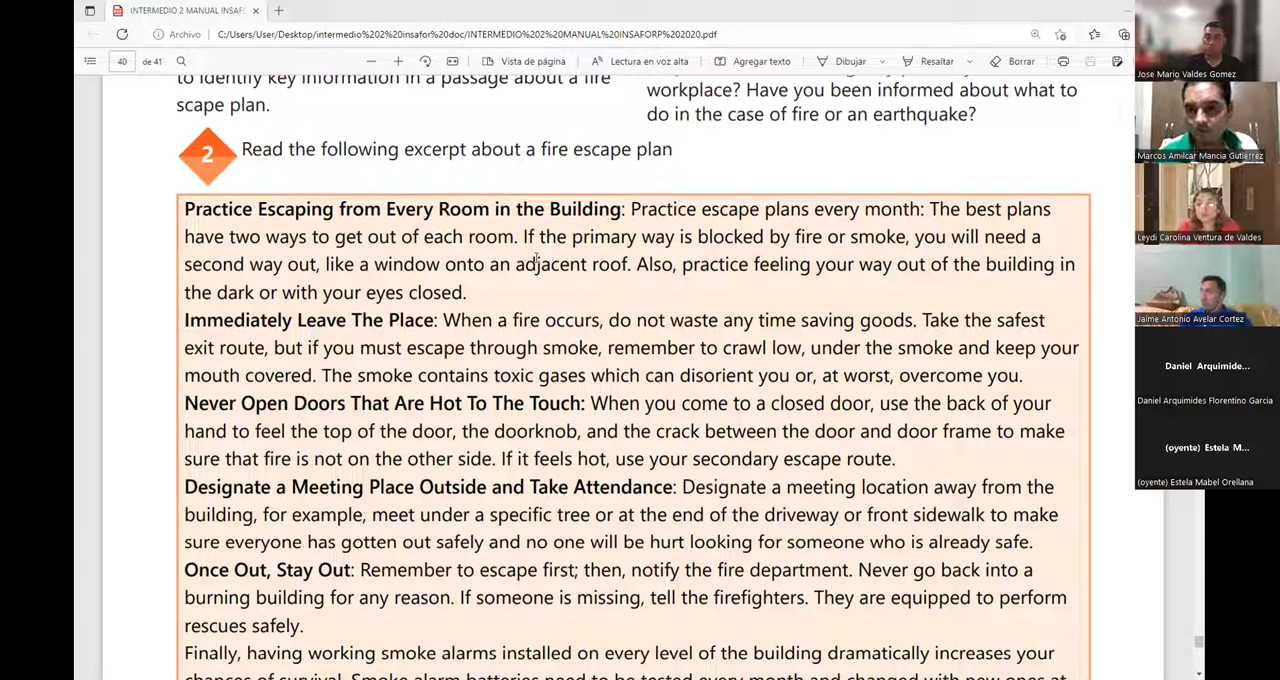 INTERMEDIO 2 MANUAL INSAFO
Archivo C:/Users/User/Desktop/intermedio%202%20insafor%20doc/INTERMEDIO%202%20MANUAL%20INSAFORP%202020.pdf
40 de 41 Vista de página Lectura en voz alta Agregar texto Dibujar Resaltar Borrar
to identify key information in a passage about a fire
scape plan.
workplace? Have you been informed about what to
do in the case of fire or an earthquake?
2 Read the following excerpt about a fire escape plan
Practice Escaping from Every Room in the Building: Practice escape plans every month: The best plans
have two ways to get out of each room. If the primary way is blocked by fire or smoke, you will need a
second way out, like a window onto an adjacent roof. Also, practice feeling your way out of the building in
the dark or with your eyes closed.
Immediately Leave The Place: When a fire occurs, do not waste any time saving goods. Take the safest
exit route, but if you must escape through smoke, remember to crawl low, under the smoke and keep your
mouth covered. The smoke contains toxic gases which can disorient you or, at worst, overcome you.
Never Open Doors That Are Hot To The Touch: When you come to a closed door, use the back of your
hand to feel the top of the door, the doorknob, and the crack between the door and door frame to make
sure that fire is not on the other side. If it feels hot, use your secondary escape route.
Designate a Meeting Place Outside and Take Attendance: Designate a meeting location away from the
building, for example, meet under a specific tree or at the end of the driveway or front sidewalk to make
sure everyone has gotten out safely and no one will be hurt looking for someone who is already safe.
Once Out, Stay Out: Remember to escape first; then, notify the fire department. Never go back into a
burning building for any reason. If someone is missing, tell the firefighters. They are equipped to perform
rescues safely.
Finally, having working smoke alarms installed on every level of the building dramatically increases your
chances of survival. Smoke alarm batteries need to be tested every month and changed with new ones at
Jose Mario Valdes Gomez
Marcos Amilcar Mancia Gutierrez
Leydi Carolina Ventura de Valdes
Jaime Antonio Avelar Cortez
Daniel Arquimide...
Daniel Arquimides Florentino Garcia
(oyente) Estela M...
(oyente) Estela Mabel Orellana